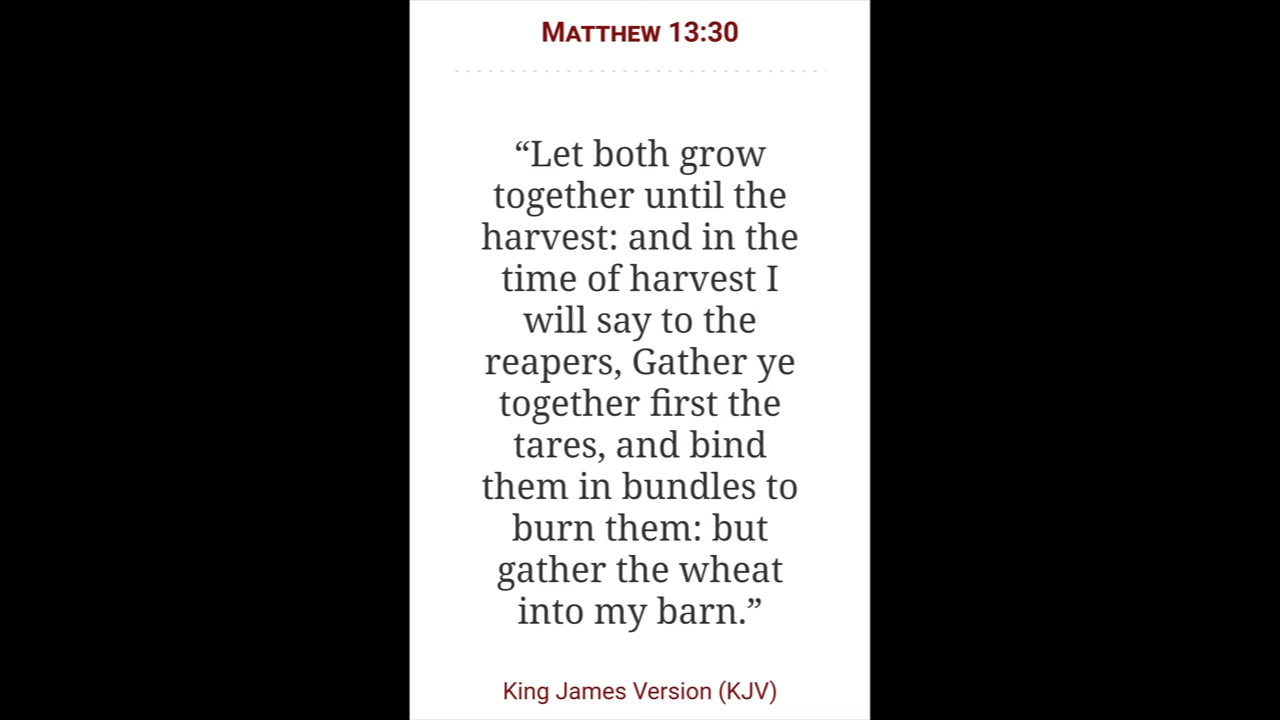 MATTHEW 13:30
“Let both grow
together until the
harvest: and in the
time of harvest I
will say to the
reapers, Gather ye
together first the
tares, and bind
them in bundles to
burn them: but
gather the wheat
into my barn.”
King James Version (KJV)